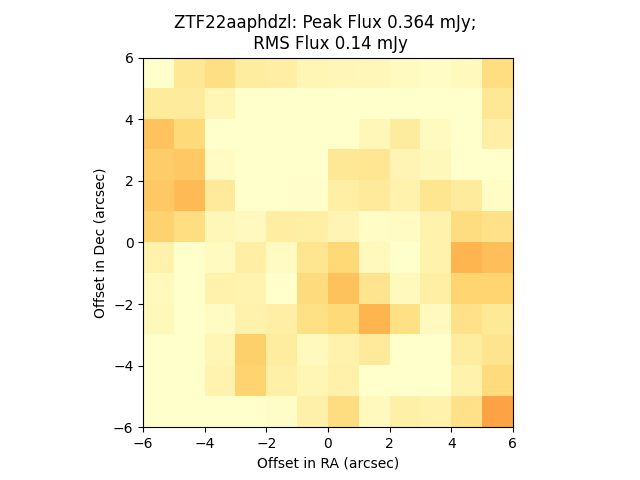 ZTF22aaphdzl: Peak Flux 0.364 mJy;
RMS Flux 0.14 mJy
6
4
2
0
−2
−4
−6
Offset in Dec (arcsec)
−6 −4 −2 0 2 4 6
Offset in RA (arcsec)